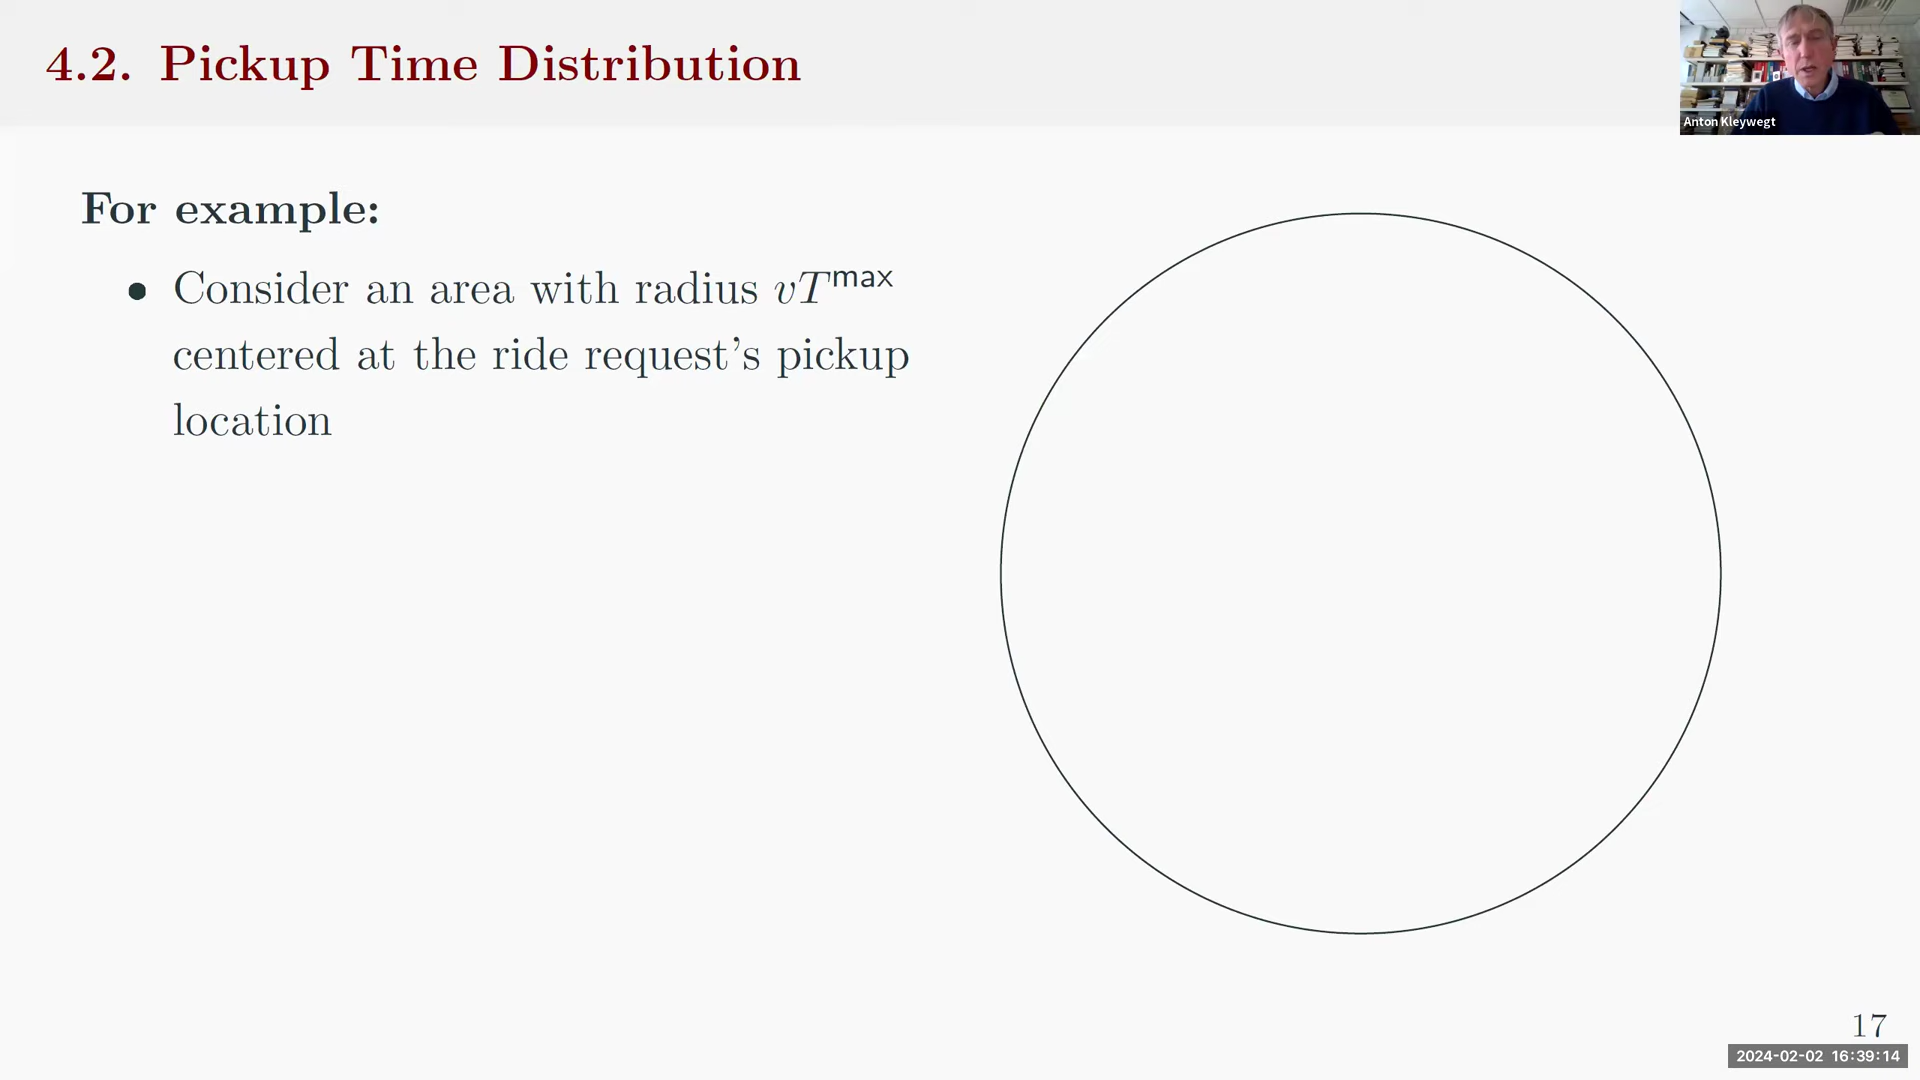 4.2. Pickup Time Distribution
Anton Kleywegt
For example:
• Consider an area with radius vT^max
centered at the ride request's pickup
location
17
2024-02-02 16:39:14